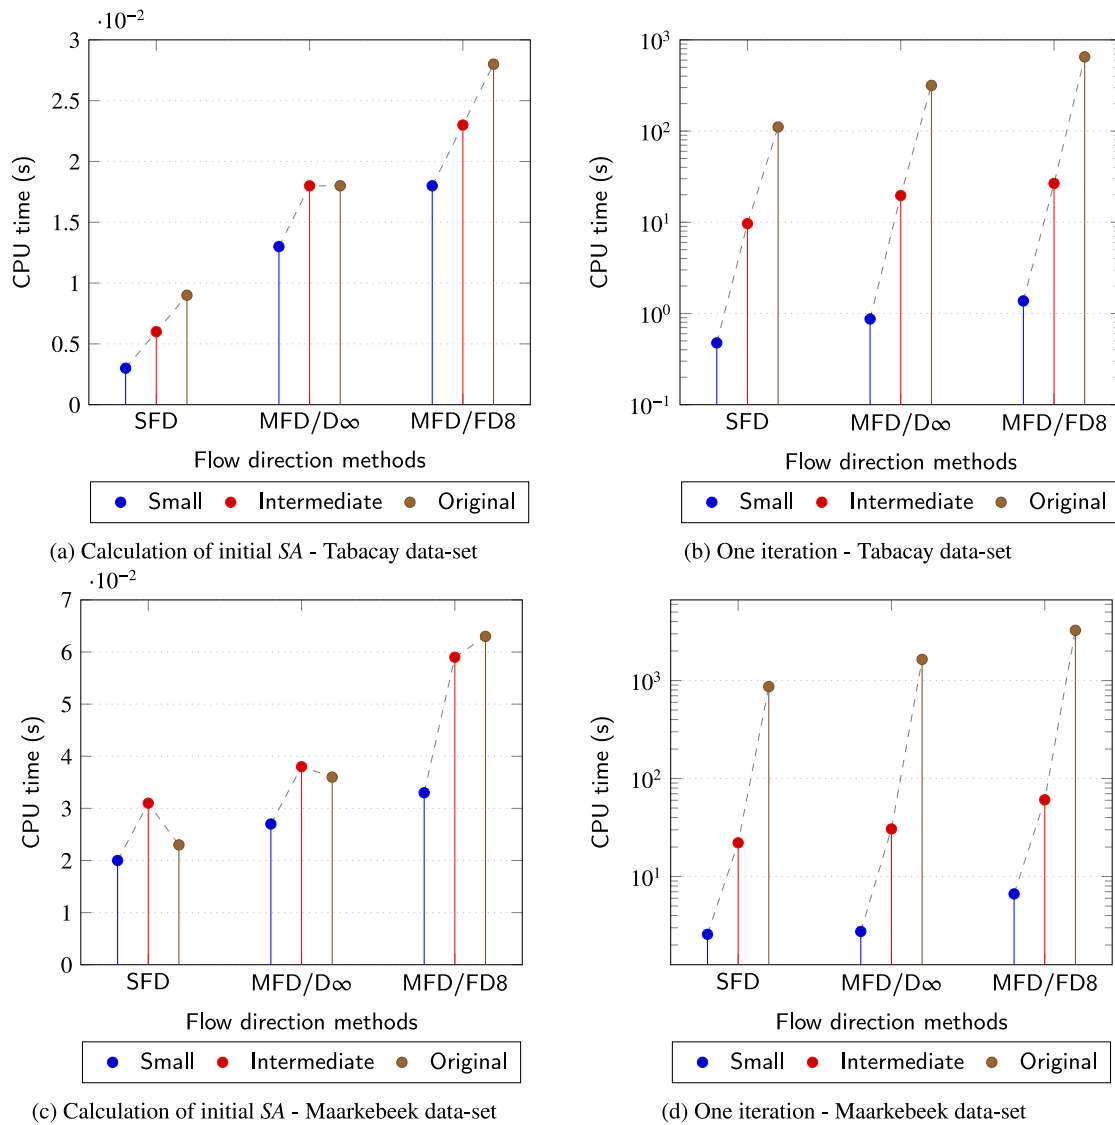 ·10⁻²
3
2.5
2
1.5
1
0.5
0
CPU time (s)
SFD MFD/D∞ MFD/FD8
Flow direction methods
Small Intermediate Original
(a) Calculation of initial SA - Tabacay data-set
10³
10²
10¹
10⁰
10⁻¹
CPU time (s)
SFD MFD/D∞ MFD/FD8
Flow direction methods
Small Intermediate Original
(b) One iteration - Tabacay data-set
·10⁻²
7
6
5
4
3
2
1
0
CPU time (s)
SFD MFD/D∞ MFD/FD8
Flow direction methods
Small Intermediate Original
(c) Calculation of initial SA - Maarkebeek data-set
10³
10²
10¹
CPU time (s)
SFD MFD/D∞ MFD/FD8
Flow direction methods
Small Intermediate Original
(d) One iteration - Maarkebeek data-set